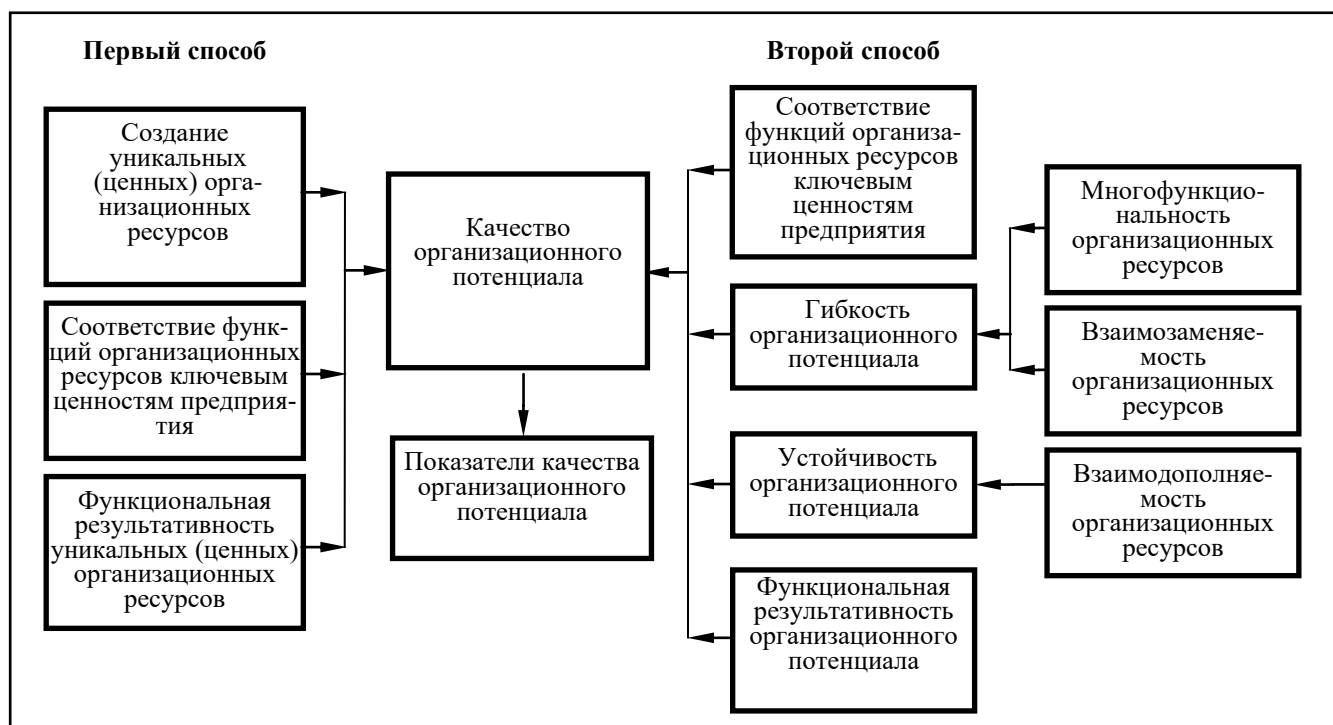 Первый способ
Второй способ
Создание
уникальных
(ценных) орга-
низационных
ресурсов
Соответствие функ-
ций организационных
ресурсов ключевым
ценностям предприя-
тия
Функциональная
результативность
уникальных (ценных)
организационных
ресурсов
Качество
организационного
потенциала
Показатели качества
организационного
потенциала
Соответствие
функций организа-
ционных ресурсов
ключевым
ценностям
предприятия
Гибкость
организационного
потенциала
Устойчивость
организационного
потенциала
Функциональная
результативность
организационного
потенциала
Многофункцио-
нальность
организационных
ресурсов
Взаимозаменяе-
мость
организационных
ресурсов
Взаимодополняе-
мость
организационных
ресурсов